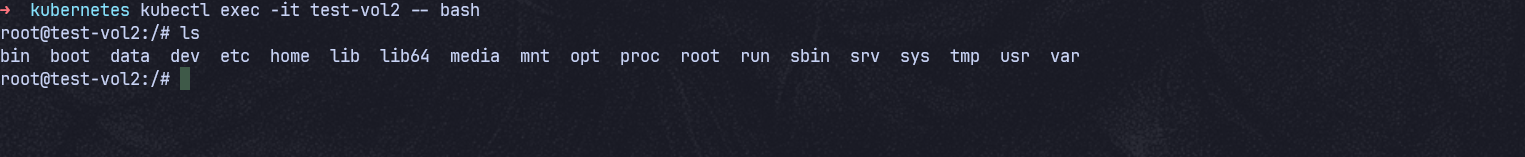 → kubernetes kubectl exec -it test-vol2 -- bash
root@test-vol2:/# ls
bin boot data dev etc home lib lib64 media mnt opt proc root run sbin srv sys tmp usr var
root@test-vol2:/#